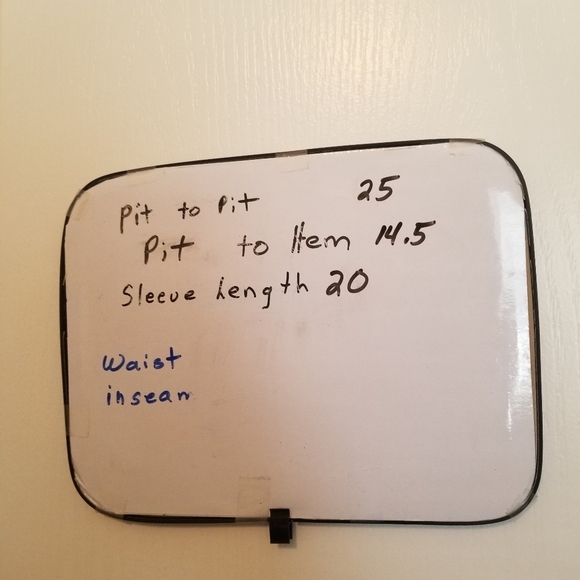 Pit to Pit 25
Pit to Hem 14.5
Sleeve Length 20
Waist
inseam